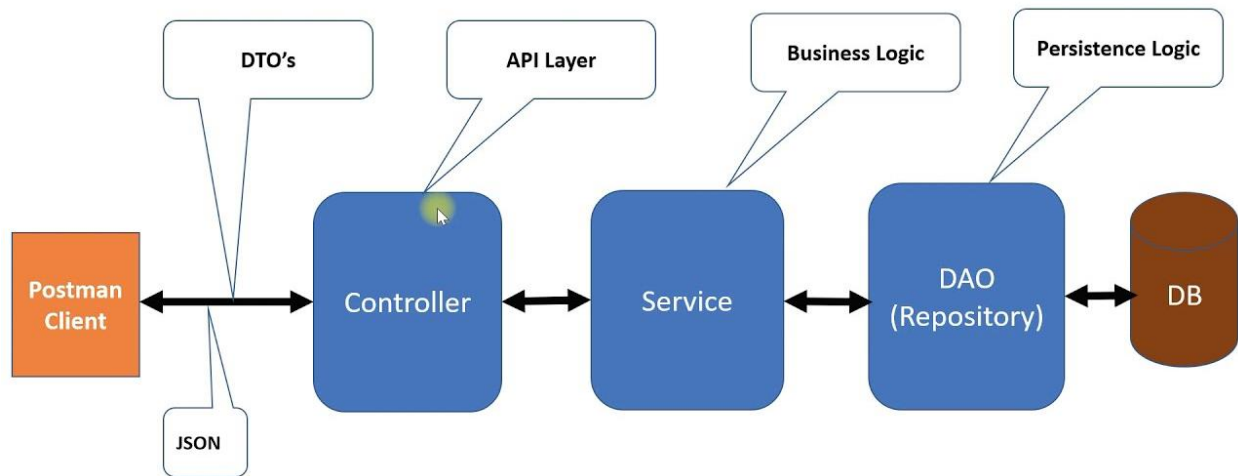 DTO's
API Layer
Business Logic
Persistence Logic
Postman
Client
Controller
Service
DAO
(Repository)
DB
JSON